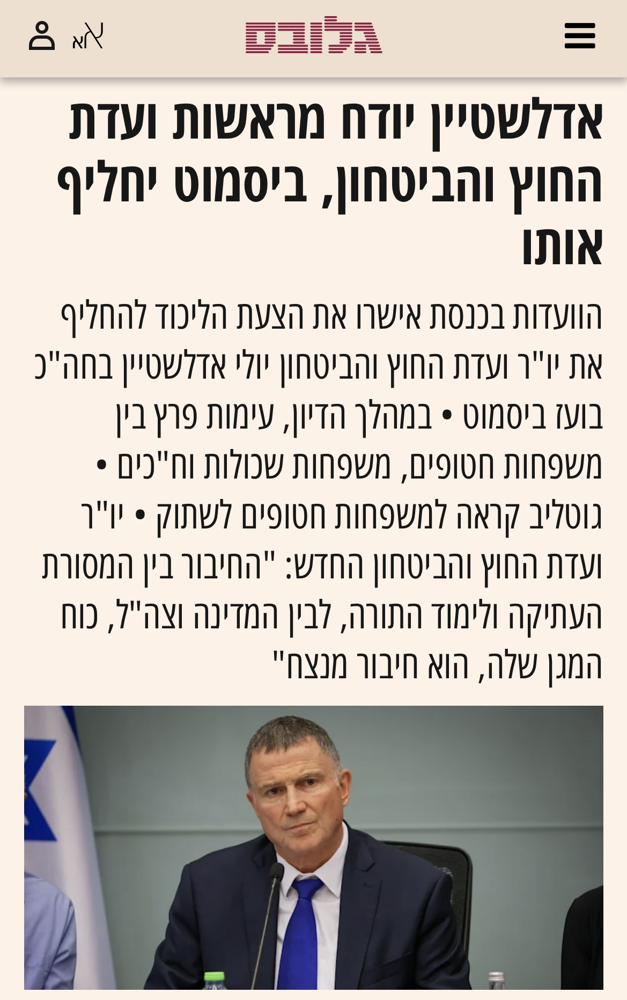 גלובס
אא
אדלשטיין יודח מראשות ועדת
החוץ והביטחון, ביסמוט יחליף
אותו
הוועדות בכנסת אישרו את הצעת הליכוד להחליף
את יו"ר ועדת החוץ והביטחון יולי אדלשטיין בחה"כ
בועז ביסמוט • במהלך הדיון, עימות פרץ בין
משפחות חטופים, משפחות שכולות וח"כים •
גוטליב קראה למשפחות חטופים לשתוק • יו"ר
ועדת החוץ והביטחון החדש: "החיבור בין המסורת
העתיקה ולימוד התורה, לבין המדינה וצה"ל, כוח
המגן שלה, הוא חיבור מנצח"